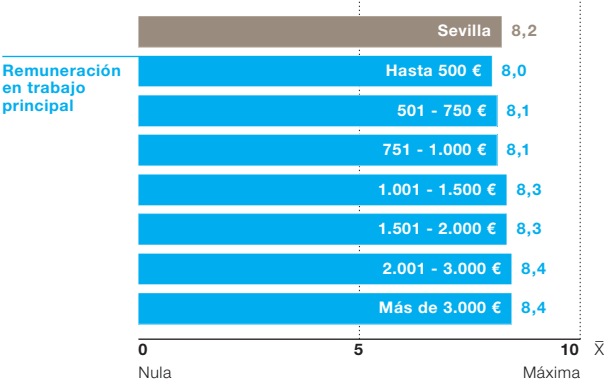 Sevilla 8,2
Remuneración
en trabajo
principal
Hasta 500 € 8,0
501 - 750 € 8,1
751 - 1.000 € 8,1
1.001 - 1.500 € 8,3
1.501 - 2.000 € 8,3
2.001 - 3.000 € 8,4
Más de 3.000 € 8,4
0 5 10 X̅
Nula Máxima